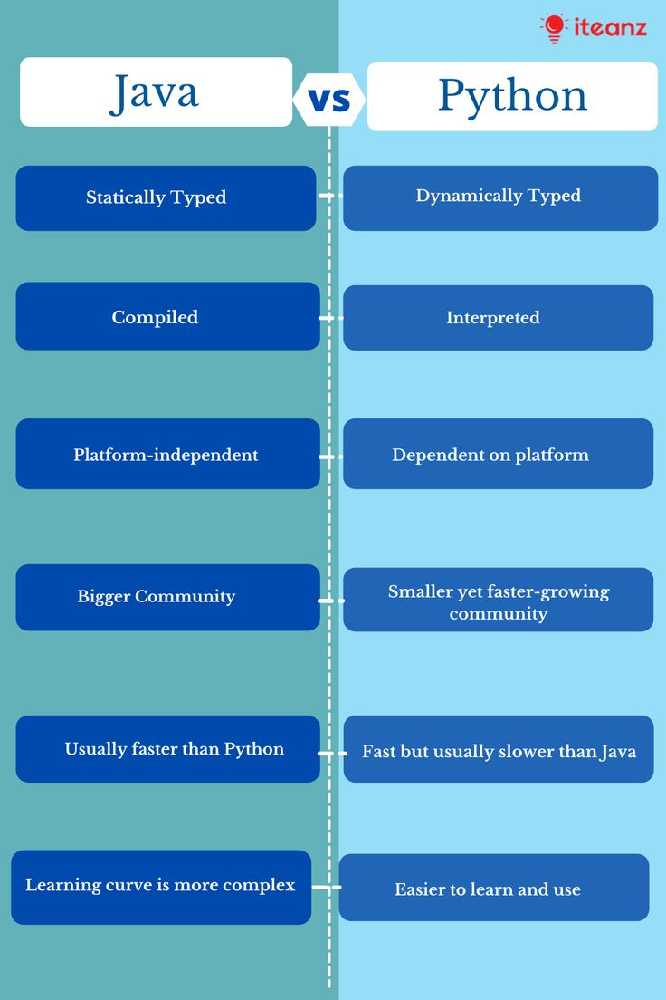 iteanz
Java
vs
Python
Statically Typed
Dynamically Typed
Compiled
Interpreted
Platform-independent
Dependent on platform
Bigger Community
Smaller yet faster-growing
community
Usually faster than Python
Fast but usually slower than Java
Learning curve is more complex
Easier to learn and use